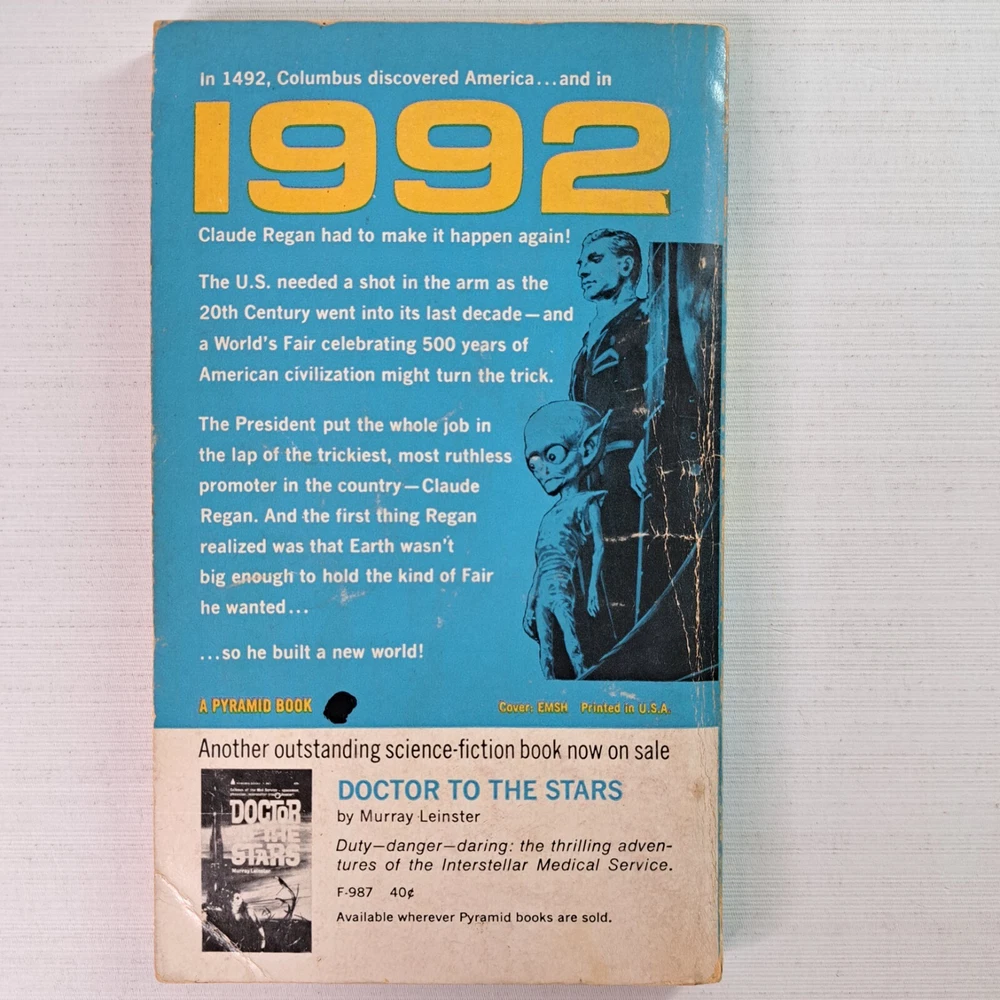 In 1492, Columbus discovered America...and in
1992
Claude Regan had to make it happen again!
The U.S. needed a shot in the arm as the
20th Century went into its last decade—and
a World's Fair celebrating 500 years of
American civilization might turn the trick.
The President put the whole job in
the lap of the trickiest, most ruthless
promoter in the country—Claude
Regan. And the first thing Regan
realized was that Earth wasn't
big enough to hold the kind of Fair
he wanted...
...so he built a new world!
A PYRAMID BOOK
Cover: EMSH Printed in U.S.A.
Another outstanding science-fiction book now on sale
DOCTOR
TO THE
STARS
Murray Leinster
DOCTOR TO THE STARS
by Murray Leinster
Duty—danger—daring: the thrilling adven-
tures of the Interstellar Medical Service.
F-987 40¢
Available wherever Pyramid books are sold.